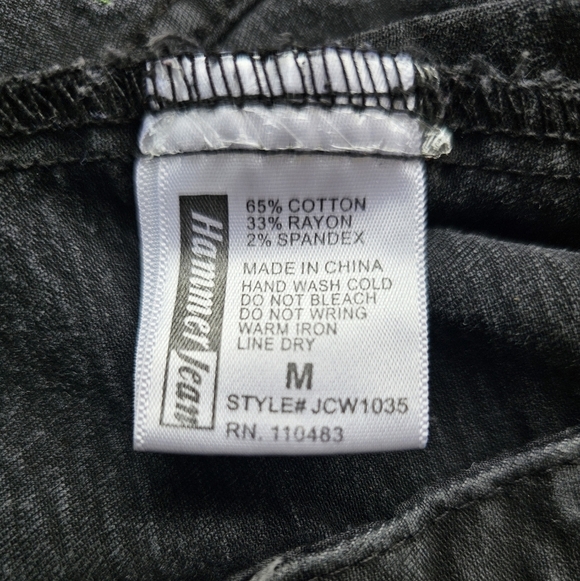 Hammer Jean
65% COTTON
33% RAYON
2% SPANDEX
MADE IN CHINA
HAND WASH COLD
DO NOT BLEACH
DO NOT WRING
WARM IRON
LINE DRY
M
STYLE# JCW1035
RN. 110483